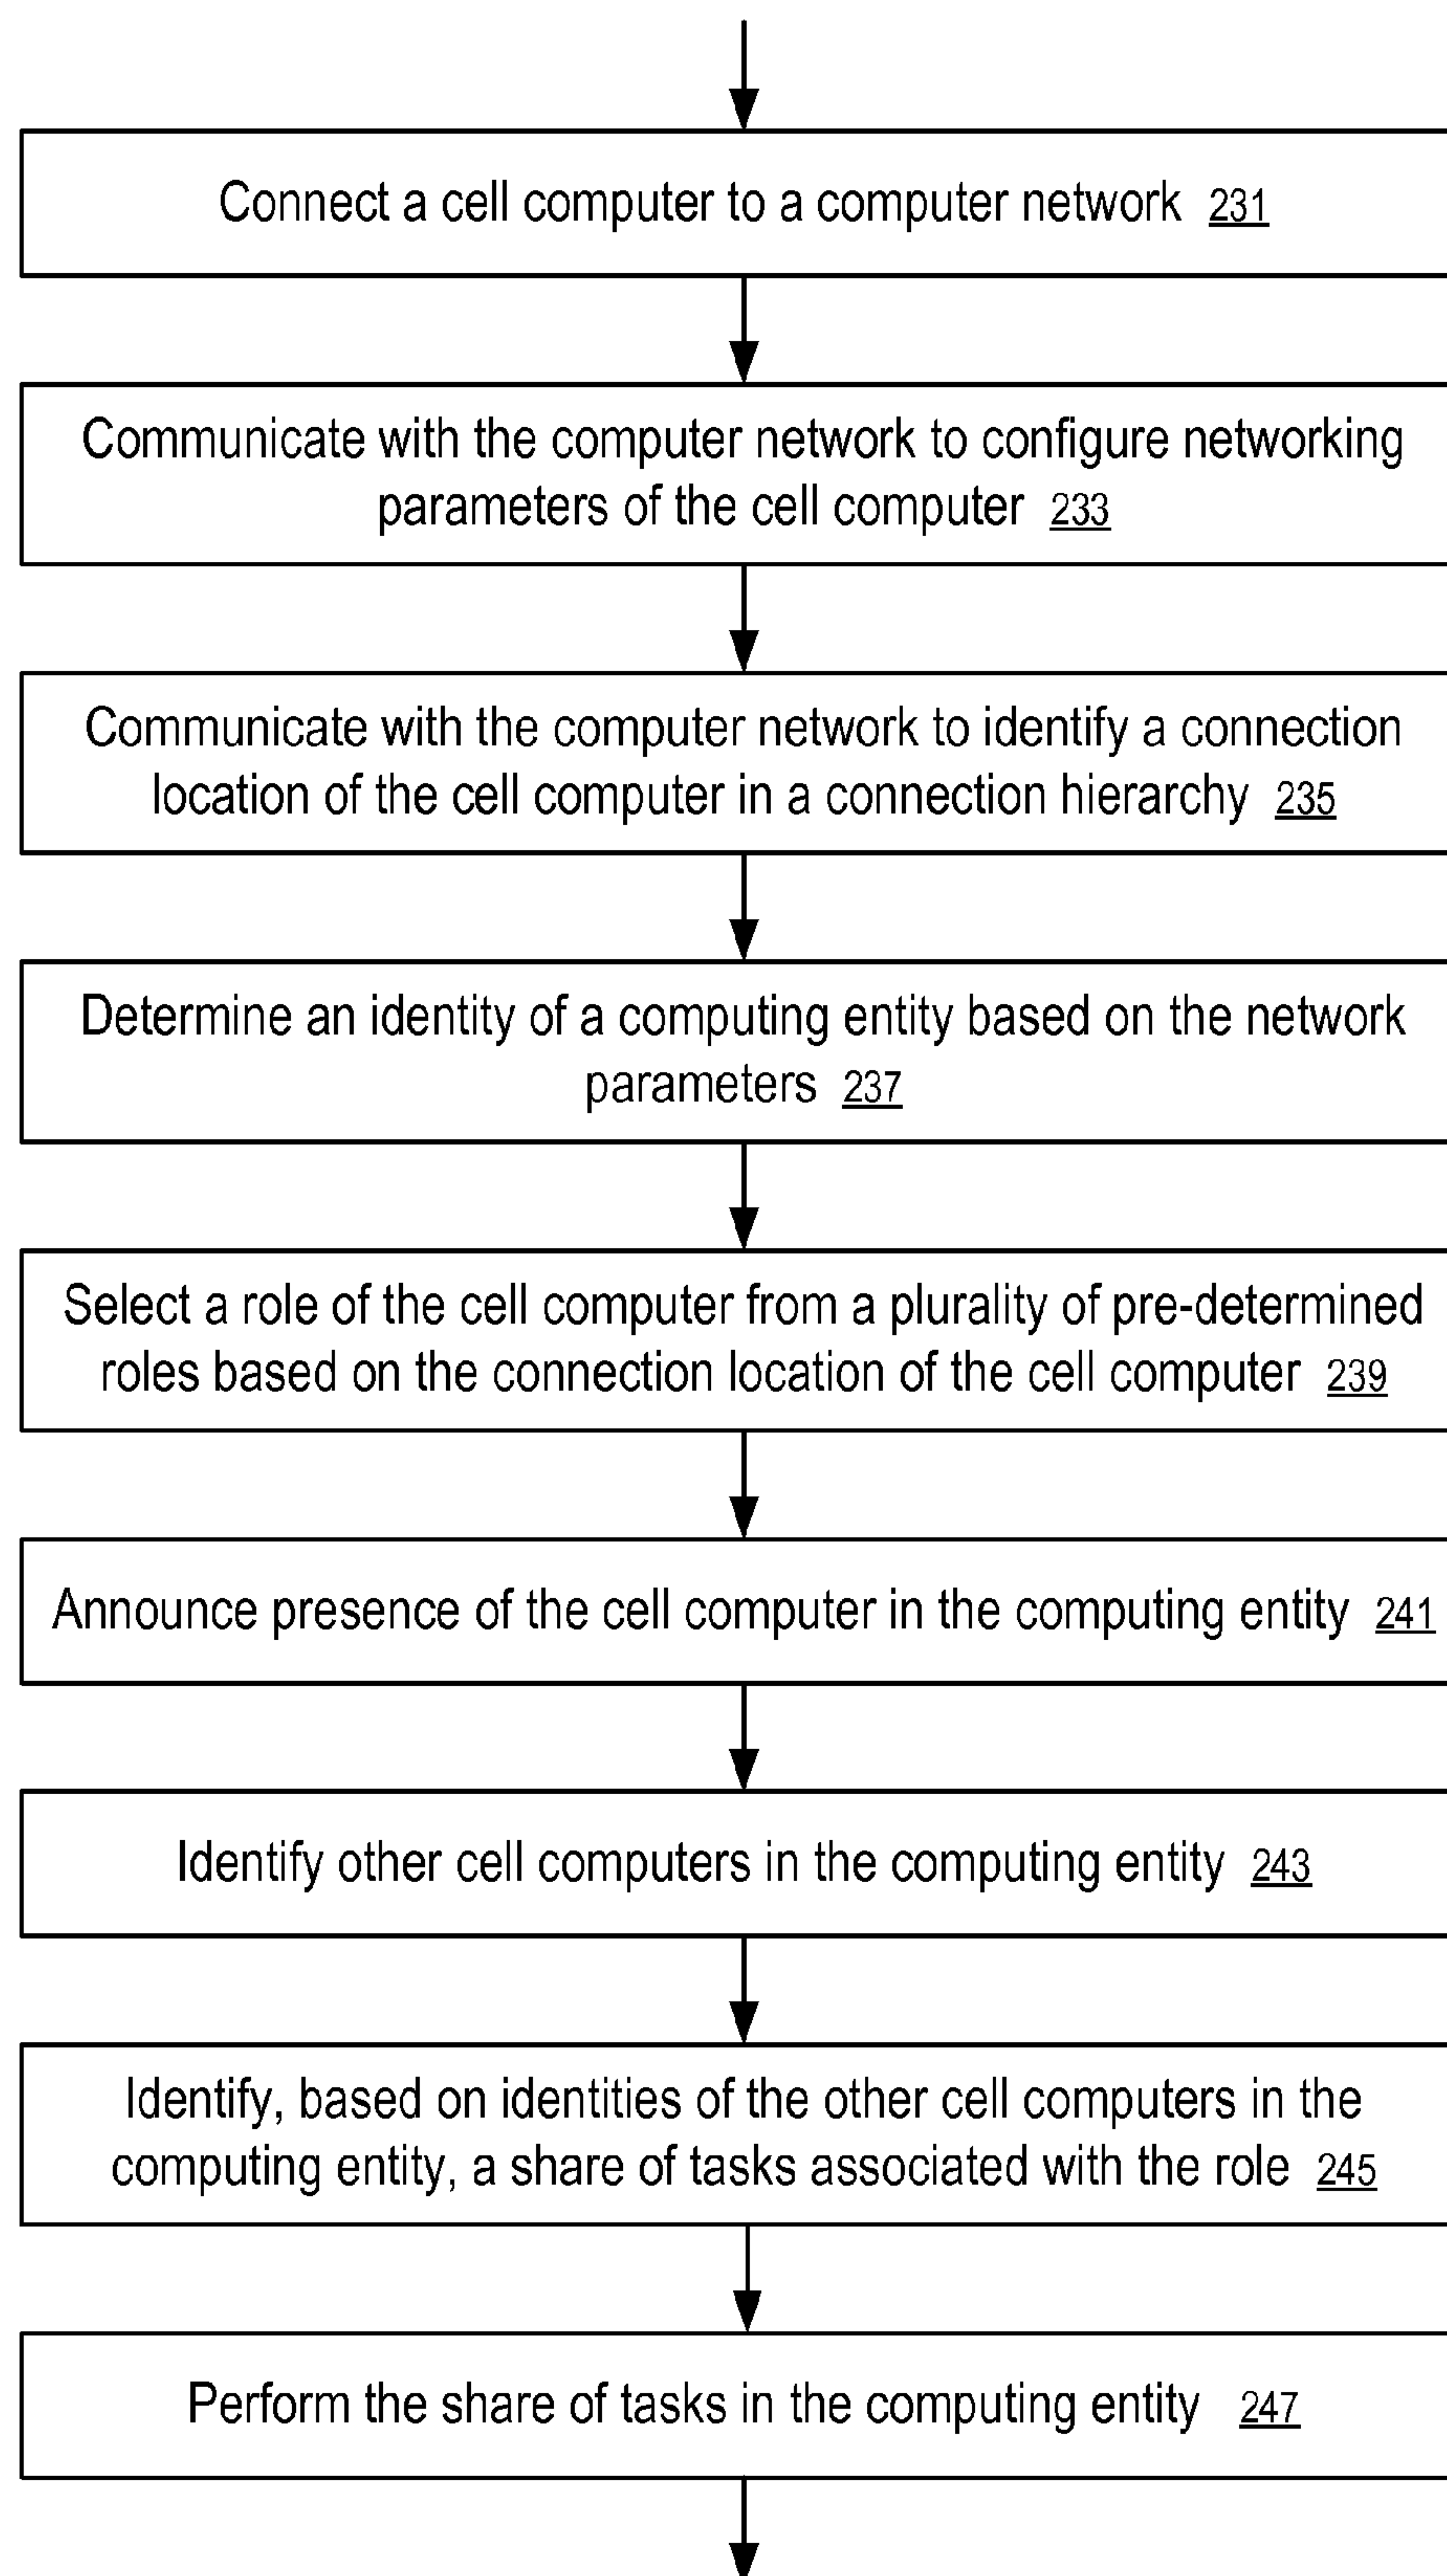 Connect a cell computer to a computer network 231
Communicate with the computer network to configure networking
parameters of the cell computer 233
Communicate with the computer network to identify a connection
location of the cell computer in a connection hierarchy 235
Determine an identity of a computing entity based on the network
parameters 237
Select a role of the cell computer from a plurality of pre-determined
roles based on the connection location of the cell computer 239
Announce presence of the cell computer in the computing entity 241
Identify other cell computers in the computing entity 243
Identify, based on identities of the other cell computers in the
computing entity, a share of tasks associated with the role 245
Perform the share of tasks in the computing entity 247